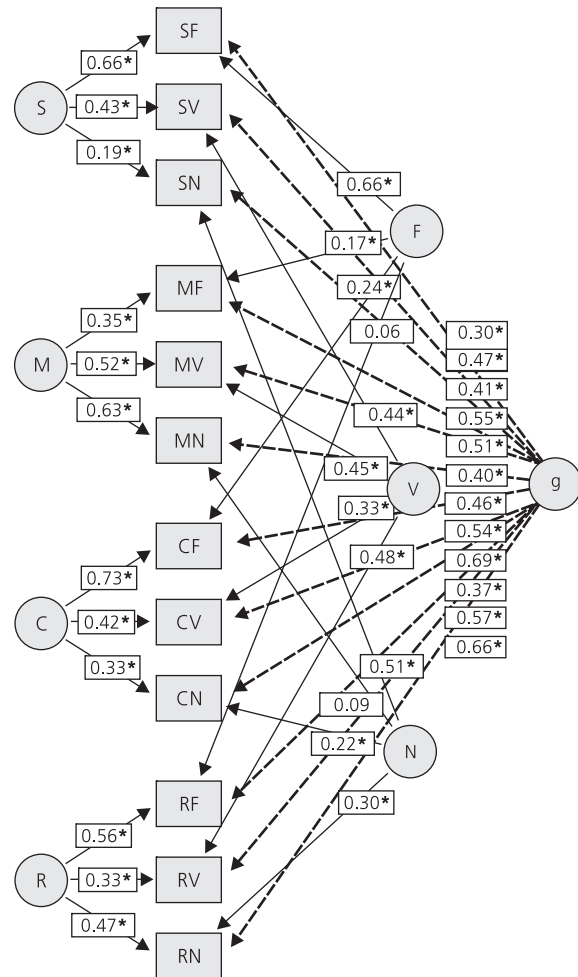 SF
0.66*
S
0.43*
SV
0.19*
SN
0.66*
F
0.17*
0.24*
0.06
MF
0.35*
M
0.52*
MV
0.63*
MN
0.30*
0.47*
0.41*
0.55*
0.51*
0.40*
0.46*
0.54*
0.69*
0.37*
0.57*
0.66*
g
0.44*
0.45*
V
0.33*
0.48*
CF
0.73*
C
0.42*
CV
0.33*
CN
0.51*
0.09
0.22*
N
0.30*
RF
0.56*
R
0.33*
RV
0.47*
RN